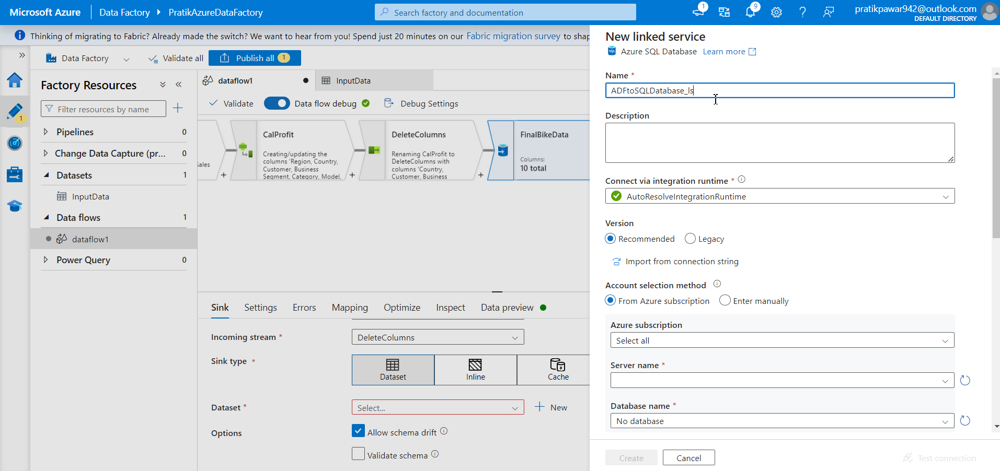 Microsoft Azure
Data Factory
PratikAzureDataFactory
Search factory and documentation
1
9
pratikpawar942@outlook.com
DEFAULT DIRECTORY
Thinking of migrating to Fabric? Already made the switch? We want to hear from you! Spend just 20 minutes on our Fabric migration survey to shap
Data Factory
Validate all
Publish all 1
Factory Resources
Filter resources by name
1
Pipelines 0
Change Data Capture (pr... 0
Datasets 1
InputData
Data flows 1
dataflow1
Power Query 0
dataflow1
InputData
Validate
Data flow debug
Debug Settings
Sales
+
CalProfit
Creating/updating the
columns 'Region, Country,
Customer, Business
Segment, Category, Model,
+
DeleteColumns
Renaming CalProfit to
DeleteColumns with
columns 'Country,
Customer, Business
+
FinalBikeData
Columns:
10 total
Sink
Settings
Errors
Mapping
Optimize
Inspect
Data preview
Incoming stream *
DeleteColumns
Sink type *
Dataset
Inline
Cache
Dataset *
Select...
New
Options
Allow schema drift
Validate schema
New linked service
SQL
Azure SQL Database Learn more
Name *
ADFtoSQLDatabase_ls
Description
Connect via integration runtime *
AutoResolveIntegrationRuntime
Version
Recommended
Legacy
Import from connection string
Account selection method
From Azure subscription
Enter manually
Azure subscription
Select all
Server name *
Database name *
No database
Create
Cancel
Test connection